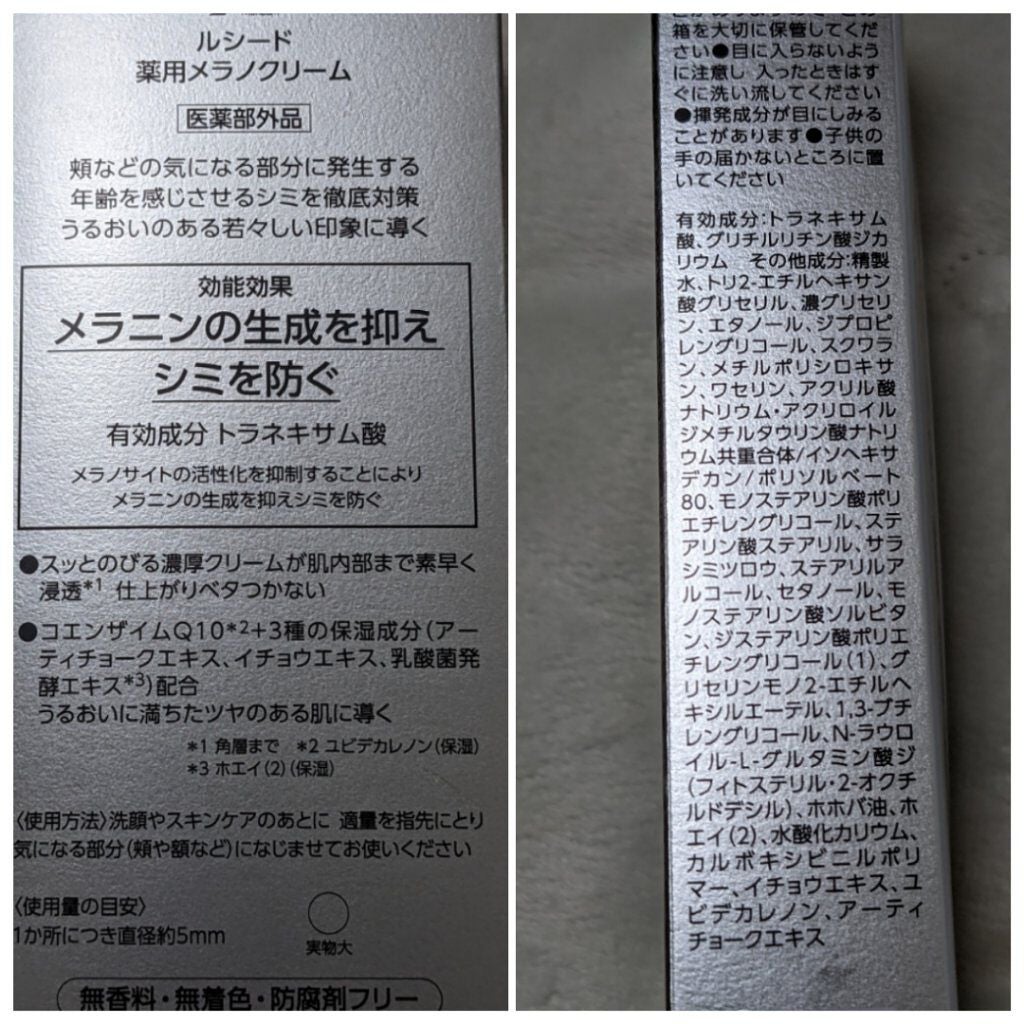 ルシード
薬用メラノクリーム
医薬部外品
頬などの気になる部分に発生する
年齢を感じさせるシミを徹底対策
うるおいのある若々しい印象に導く
効能効果
メラニンの生成を抑え
シミを防ぐ
有効成分 トラネキサム酸
メラノサイトの活性化を抑制することにより
メラニンの生成を抑えシミを防ぐ
●スッとのびる濃厚クリームが肌内部まで素早く
浸透*1 仕上がりベタつかない
●コエンザイムQ10*2+3種の保湿成分(アー
ティチョークエキス、イチョウエキス、乳酸菌発
酵エキス*3)配合
うるおいに満ちたツヤのある肌に導く
*1 角層まで *2 ユビデカレノン(保湿)
*3 ホエイ(2)(保湿)
〈使用方法〉洗顔やスキンケアのあとに 適量を指先にとり
気になる部分(頬や額など)になじませてお使いください
〈使用量の目安〉
1か所につき直径約5mm
実物大
無香料・無着色・防腐剤フリー
箱を大切に保管してくだ
さい●目に入らないよう
に注意し 入ったときはす
ぐに洗い流してください
●揮発成分が目にしみる
ことがあります●子供の
手の届かないところに置
いてください
有効成分:トラネキサム
酸、グリチルリチン酸ジカ
リウム その他成分:精製
水、トリ2-エチルヘキサン
酸グリセリル、濃グリセリ
ン、エタノール、ジプロピ
レングリコール、スクワラ
ン、メチルポリシロキサ
ン、ワセリン、アクリル酸
ナトリウム・アクリロイル
ジメチルタウリン酸ナトリ
ウム共重合体/イソヘキサ
デカン/ポリソルベート
80、モノステアリン酸ポリ
エチレングリコール、ステ
アリン酸ステアリル、サラ
シミツロウ、ステアリルア
ルコール、セタノール、モ
ノステアリン酸ソルビタ
ン、ジステアリン酸ポリエ
チレングリコール(1)、グ
リセリンモノ2-エチルヘ
キシルエーテル、1,3-ブチ
レングリコール、N-ラウロ
イル-L-グルタミン酸ジ
(フィトステリル・2-オクチ
ルドデシル)、ホホバ油、ホ
エイ(2)、水酸化カリウム、
カルボキシビニルポリ
マー、イチョウエキス、ユ
ビデカレノン、アーティ
チョークエキス